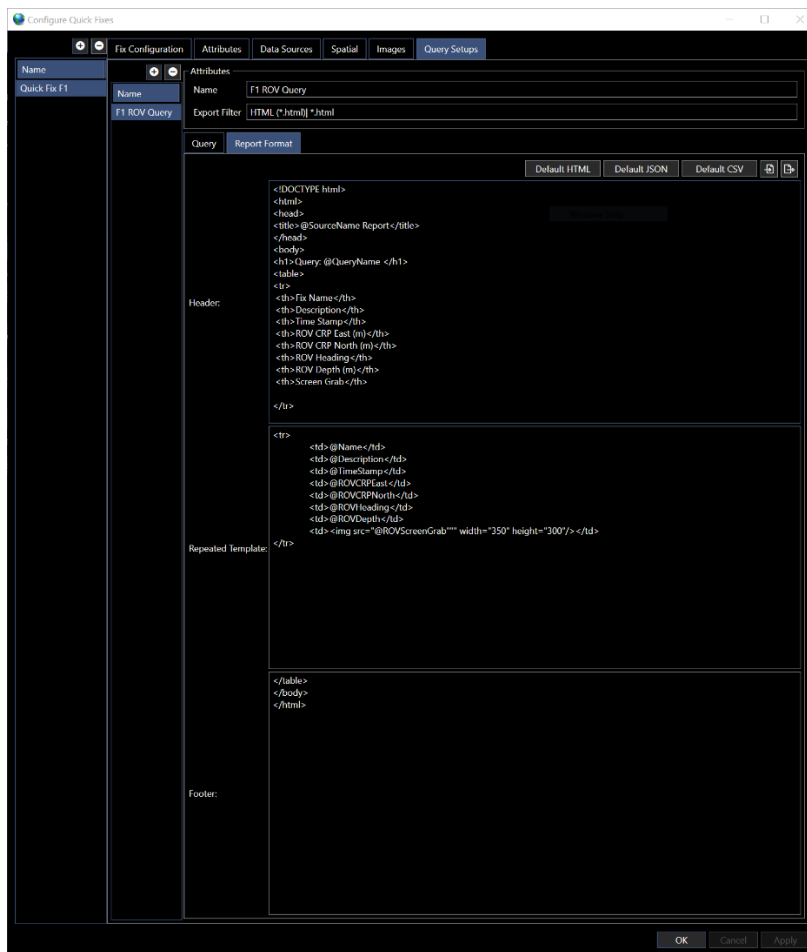 Configure Quick Fixes
Fix Configuration Attributes Data Sources Spatial Images Query Setups
Name
Quick Fix F1
Name
F1 ROV Query
Attributes
Name F1 ROV Query
Export Filter HTML (*.html)| *.html
Query Report Format
Default HTML Default JSON Default CSV
Header:
<!DOCTYPE html>
<html>
<head>
<title>@SourceName Report</title>
</head>
<body>
<h1>Query: @QueryName </h1>
<table>
<tr>
<th>Fix Name</th>
<th>Description</th>
<th>Time Stamp</th>
<th>ROV CRP East (m)</th>
<th>ROV CRP North (m)</th>
<th>ROV Heading</th>
<th>ROV Depth (m)</th>
<th>Screen Grab</th>
</tr>
Repeated Template:
<tr>
<td>@Name</td>
<td>@Description</td>
<td>@TimeStamp</td>
<td>@ROVCRPEast</td>
<td>@ROVCRPNorth</td>
<td>@ROVHeading</td>
<td>@ROVDepth</td>
<td><img src="@ROVScreenGrab""" width="350" height="300"/></td>
</tr>
Footer:
</table>
</body>
</html>
OK Cancel Apply